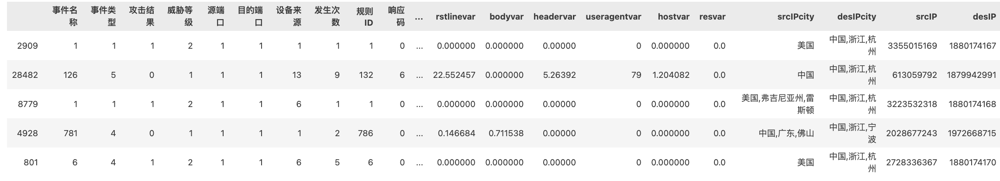 事件名称 事件类型 攻击结果 威胁等级 源端口 目的端口 设备来源 发生次数 规则ID 响应码 ... rstlinevar bodyvar headervar useragentvar hostvar resvar srcIPcity desIPcity srcIP desIP
2909 1 1 1 2 1 1 1 1 1 0 ... 0.000000 0.000000 0.00000 0 0.000000 0.0 美国 中国,浙江,杭州 3355015169 1880174167
28482 126 5 0 1 1 1 13 9 132 6 ... 22.552457 0.000000 5.26392 79 1.204082 0.0 中国 中国,浙江,杭州 613059792 1879942991
8779 1 1 1 2 1 1 6 1 1 0 ... 0.000000 0.000000 0.00000 0 0.000000 0.0 美国,弗吉尼亚州,雷斯顿 中国,浙江,杭州 3223532318 1880174168
4928 781 4 0 1 1 1 1 2 786 0 ... 0.146684 0.711538 0.00000 0 0.000000 0.0 中国,广东,佛山 中国,浙江,宁波 2028677243 1972668715
801 6 4 1 2 1 1 6 5 6 0 ... 0.000000 0.000000 0.00000 0 0.000000 0.0 美国 中国,浙江,杭州 2728336367 1880174170